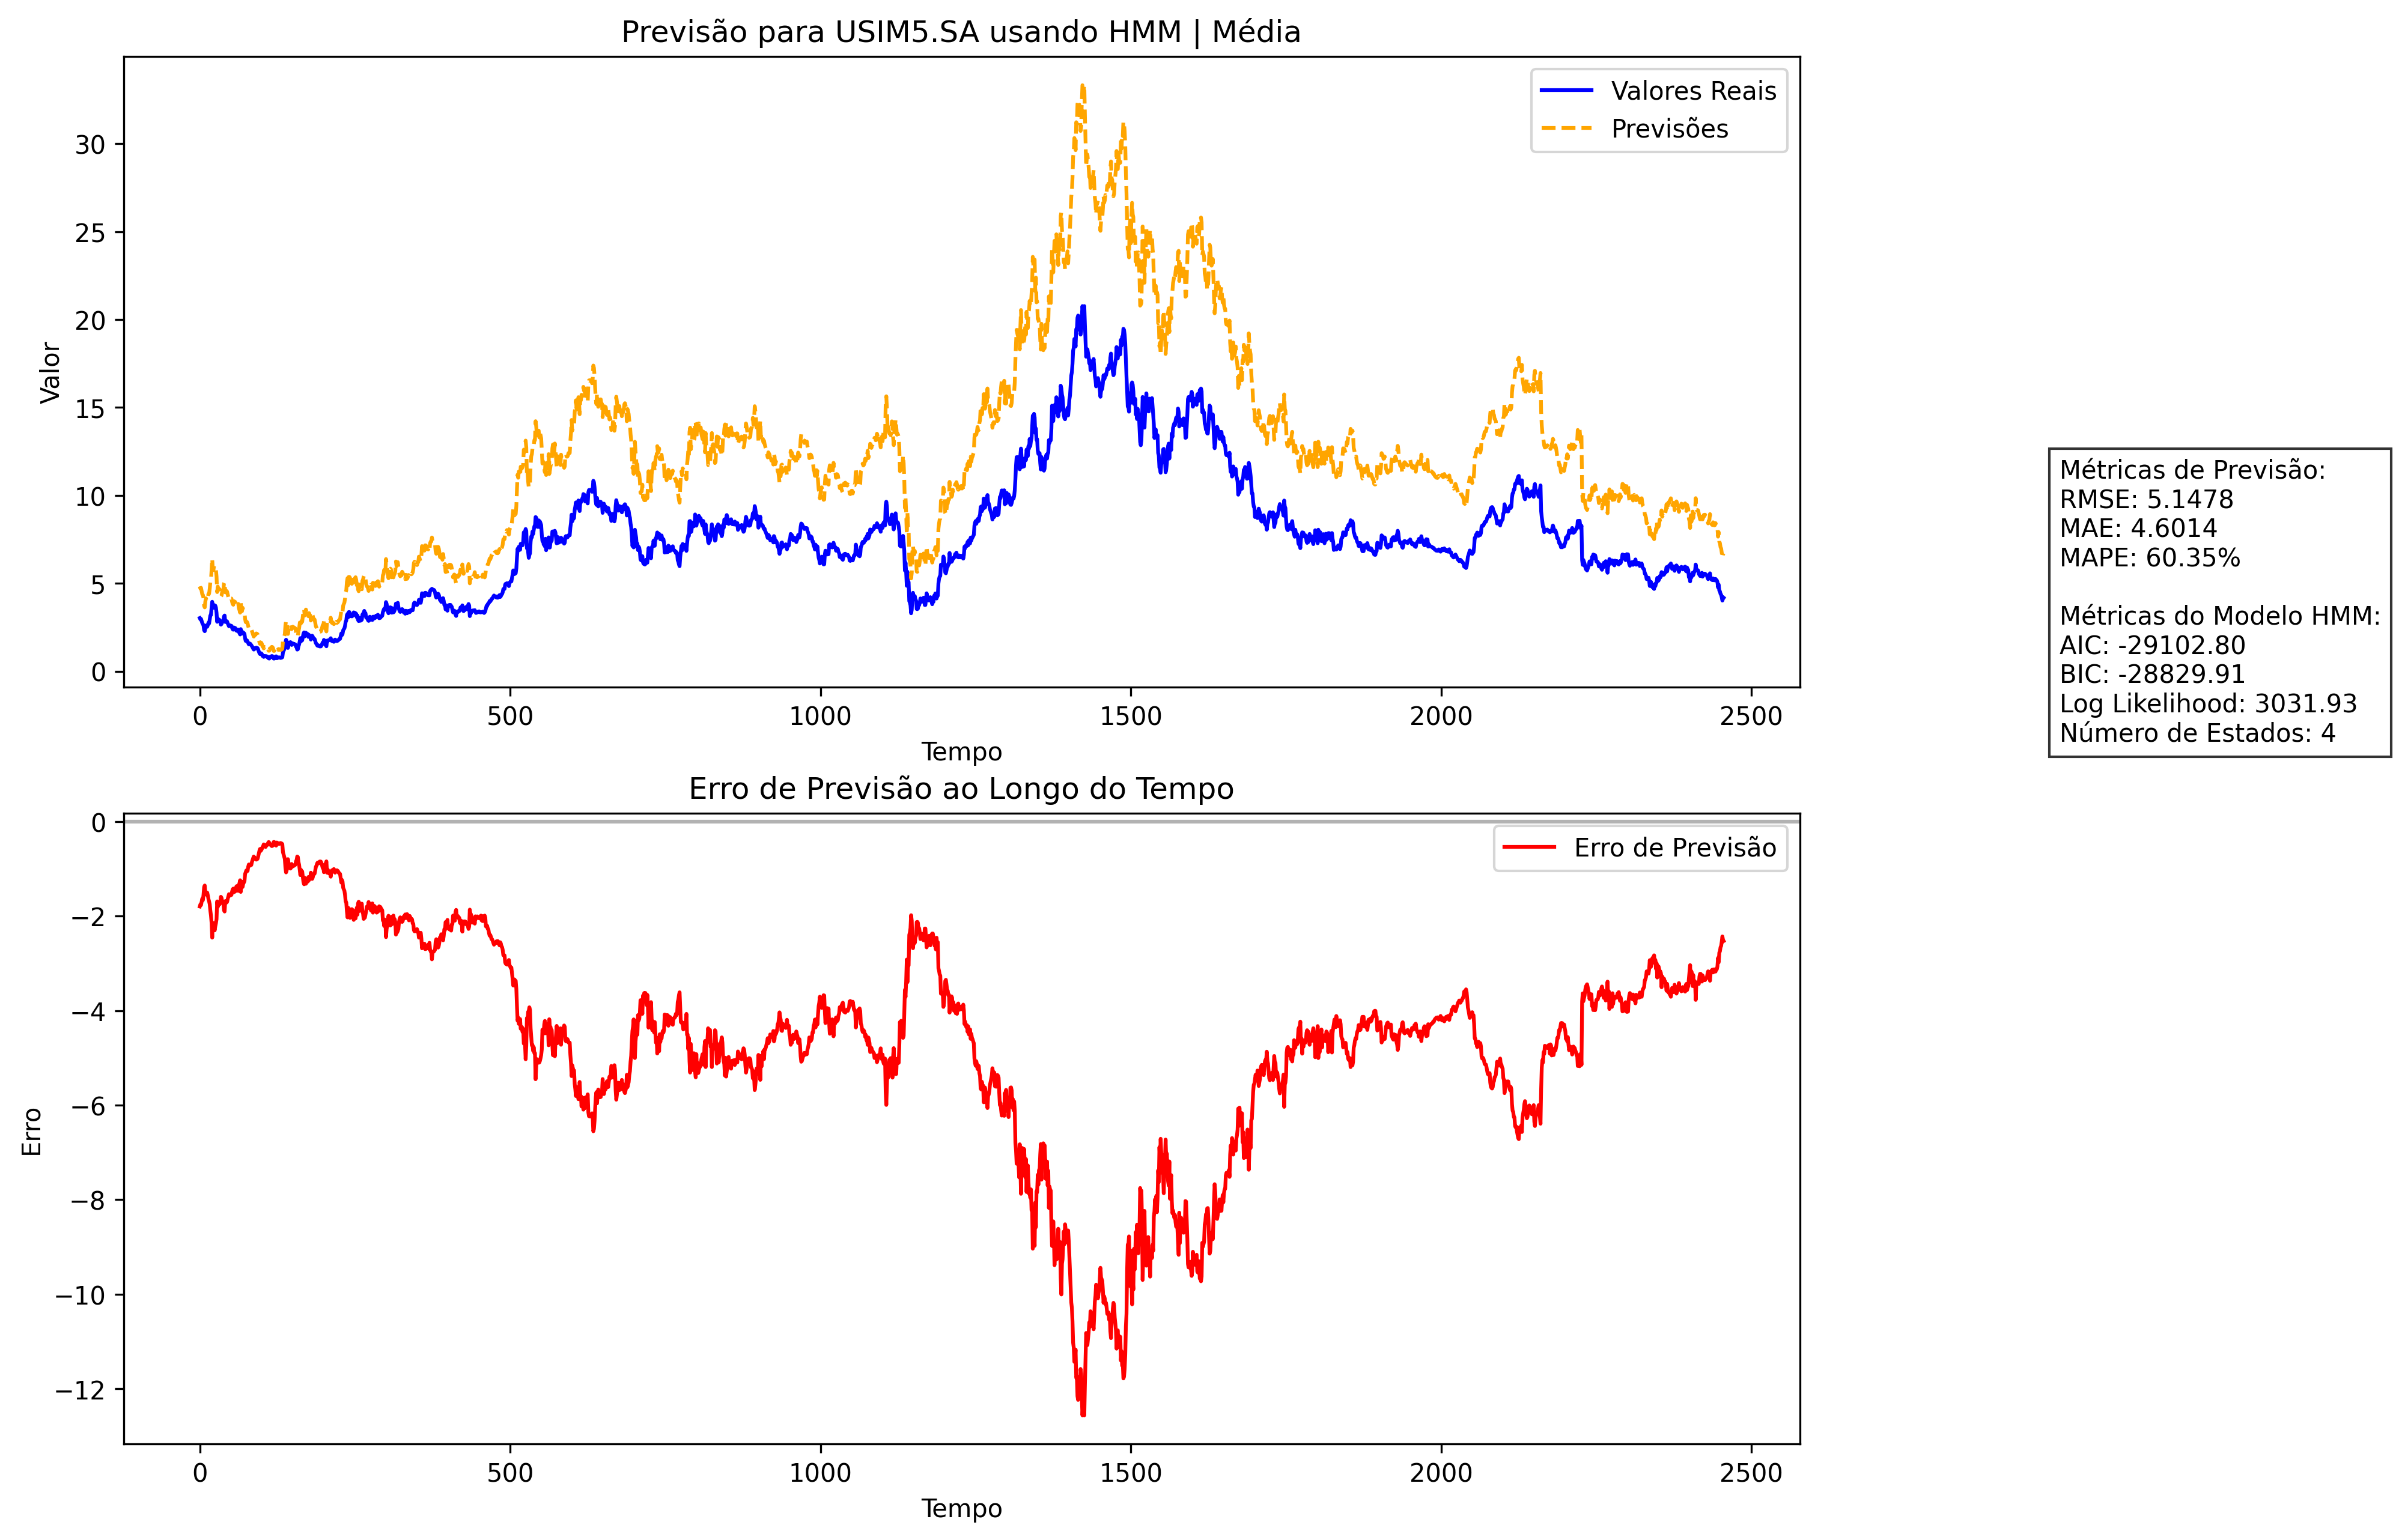 Previsão para USIM5.SA usando HMM | Média
Valores Reais
Previsões
Valor
30
25
20
15
10
5
0
0
500
1000
1500
2000
2500
Tempo
Métricas de Previsão:
RMSE: 5.1478
MAE: 4.6014
MAPE: 60.35%
Métricas do Modelo HMM:
AIC: -29102.80
BIC: -28829.91
Log Likelihood: 3031.93
Número de Estados: 4
Erro de Previsão ao Longo do Tempo
Erro de Previsão
Erro
0
−2
−4
−6
−8
−10
−12
0
500
1000
1500
2000
2500
Tempo